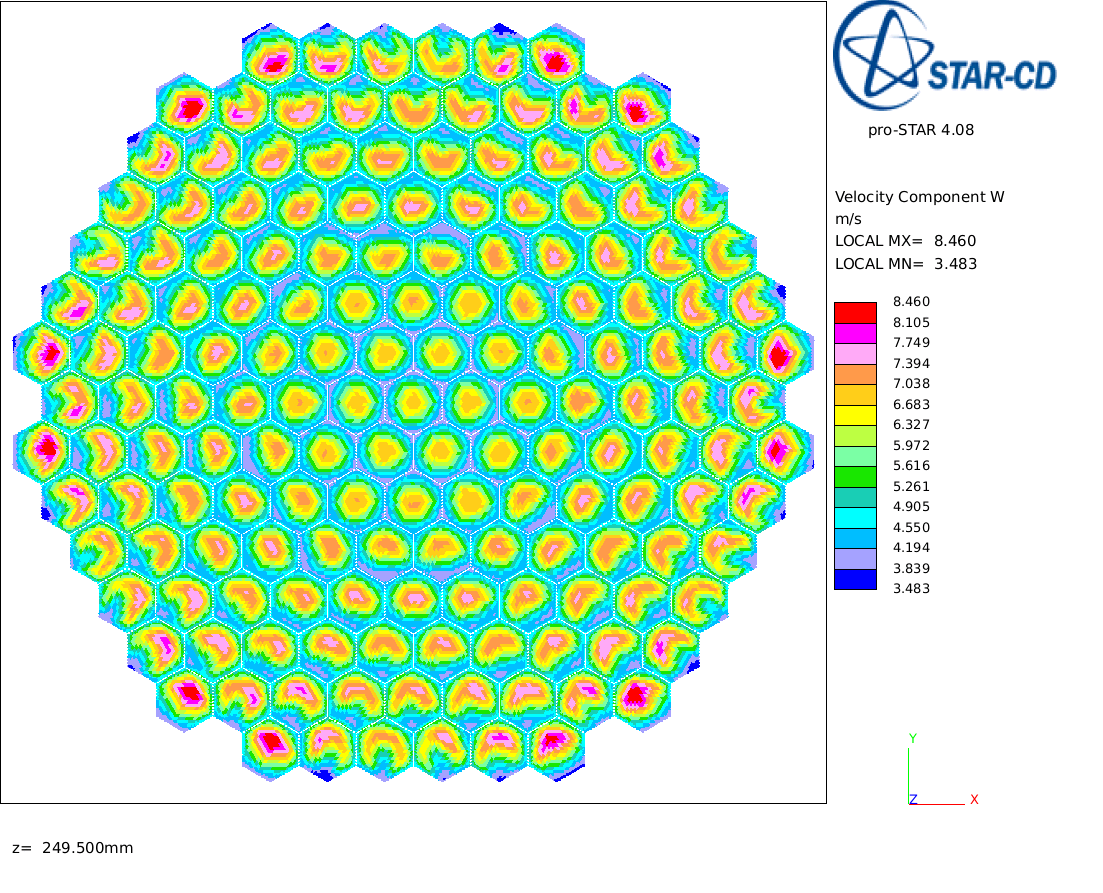 STAR-CD
pro-STAR 4.08
Velocity Component W
m/s
LOCAL MX= 8.460
LOCAL MN= 3.483
8.460
8.105
7.749
7.394
7.038
6.683
6.327
5.972
5.616
5.261
4.905
4.550
4.194
3.839
3.483
Y
Z
X
z= 249.500mm